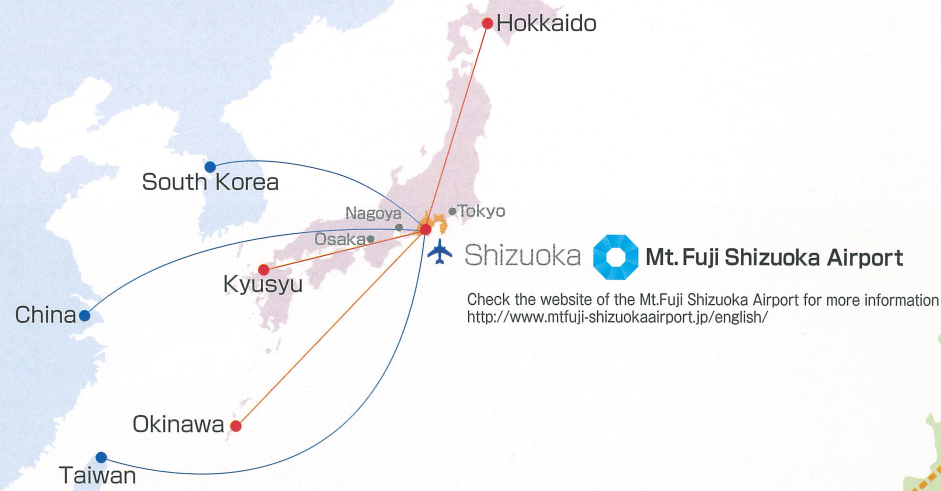 Hokkaido
South Korea
Nagoya
Tokyo
Osaka
Shizuoka
Mt. Fuji Shizuoka Airport
Kyusyu
Check the website of the Mt.Fuji Shizuoka Airport for more information
http://www.mtfuji-shizuokaairport.jp/english/
China
Okinawa
Taiwan